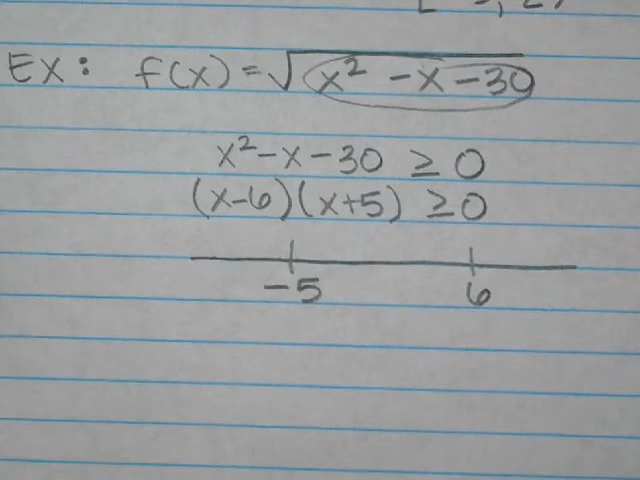 Ex: f(x)=√x²-x-30
x²-x-30 ≥ 0
(x-6)(x+5) ≥ 0
-5 6